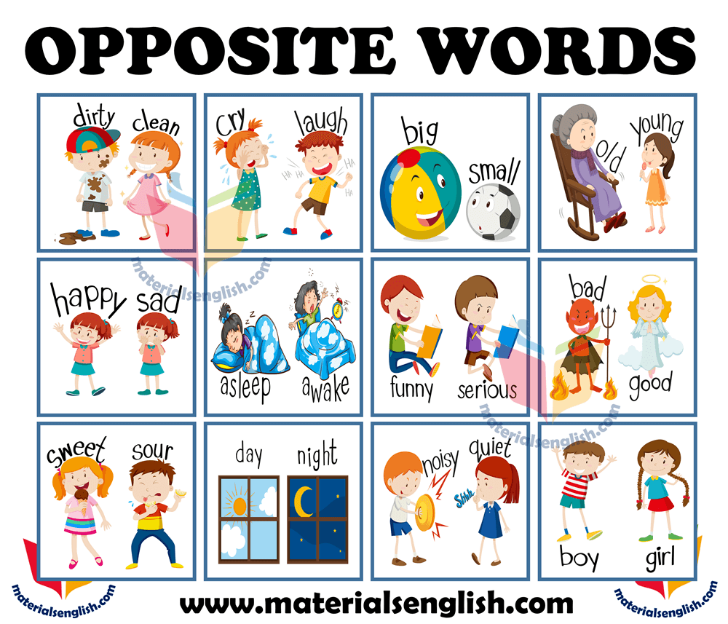 OPPOSITE WORDS
dirty clean
cry laugh
big small
old young
happy sad
asleep awake
funny serious
bad good
sweet sour
day night
noisy quiet
Shhh
boy girl
materialsenglish.com
materialsenglish.com
materialsenglish.com
www.materialsenglish.com
materialsenglish.com